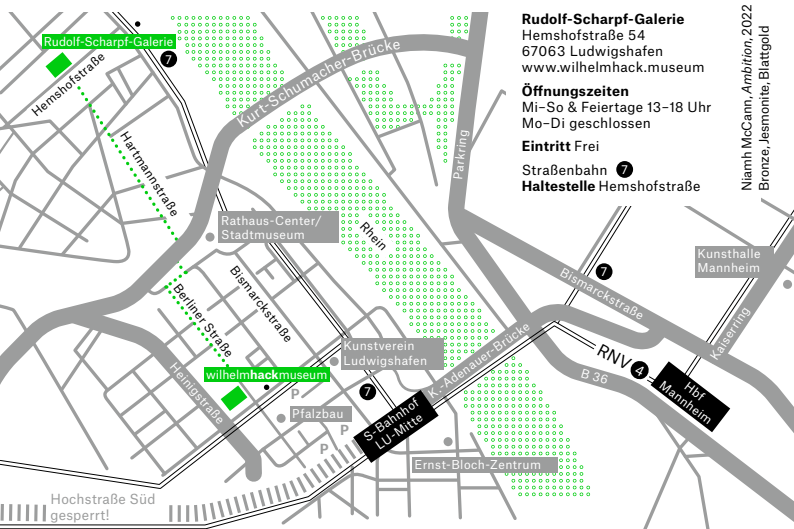 Rudolf-Scharpf-Galerie
Hemshofstraße 54
67063 Ludwigshafen
www.wilhelmhack.museum
Öffnungszeiten
Mi–So & Feiertage 13–18 Uhr
Mo–Di geschlossen
Eintritt Frei
Straßenbahn 7
Haltestelle Hemshofstraße
Niamh McCann, Ambition, 2022
Bronze, Jesmonite, Blattgold
Rudolf-Scharpf-Galerie
7
Hemshofstraße
Kurt-Schumacher-Brücke
Hartmannstraße
Parkring
Rathaus-Center/
Stadtmuseum
Rhein
Kunsthalle
Mannheim
7
Bismarckstraße
Bismarckstraße
Berliner Straße
Kaiserring
Kunstverein
Ludwigshafen
K.-Adenauer-Brücke
RNV 4
B 36
Hbf
Mannheim
Heinigstraße
wilhelmhackmuseum
7
P
Pfalzbau
P
P
S-Bahnhof
LU-Mitte
Ernst-Bloch-Zentrum
Hochstraße Süd
gesperrt!